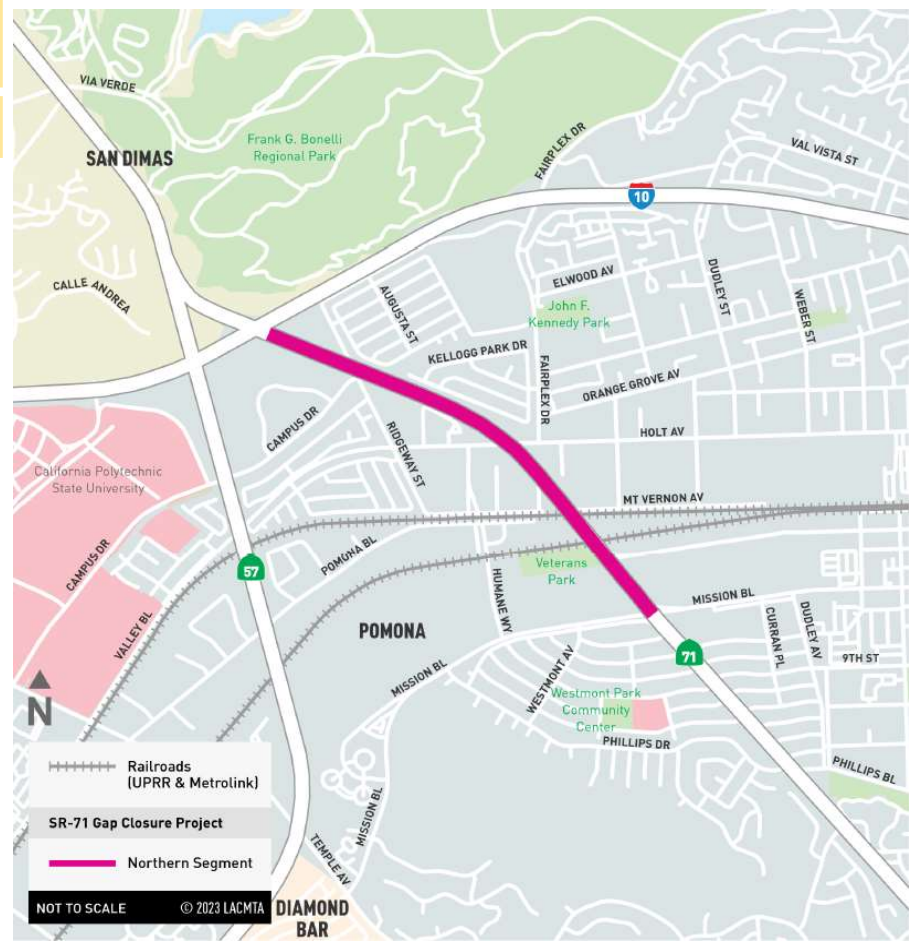 VIA VERDE
SAN DIMAS
Frank G. Bonelli
Regional Park
FAIRPLEX DR
VAL VISTA ST
10
CALLE ANDREA
AUGUSTA ST
ELWOOD AV
DUDLEY ST
WEBER ST
John F.
Kennedy Park
KELLOGG PARK DR
FAIRPLEX DR
ORANGE GROVE AV
CAMPUS DR
RIDGEWAY ST
HOLT AV
California Polytechnic
State University
MT VERNON AV
CAMPUS DR
POMONA BL
57
Veterans
Park
HUMANE WY
VALLEY BL
POMONA
MISSION BL
CURRAN PL
DUDLEY AV
9TH ST
71
MISSION BL
WESTMONT AV
Westmont Park
Community
Center
PHILLIPS DR
PHILLIPS BL
N
Railroads
(UPRR & Metrolink)
SR-71 Gap Closure Project
Northern Segment
MISSION BL
TEMPLE AV
NOT TO SCALE
© 2023 LACMTA
DIAMOND
BAR